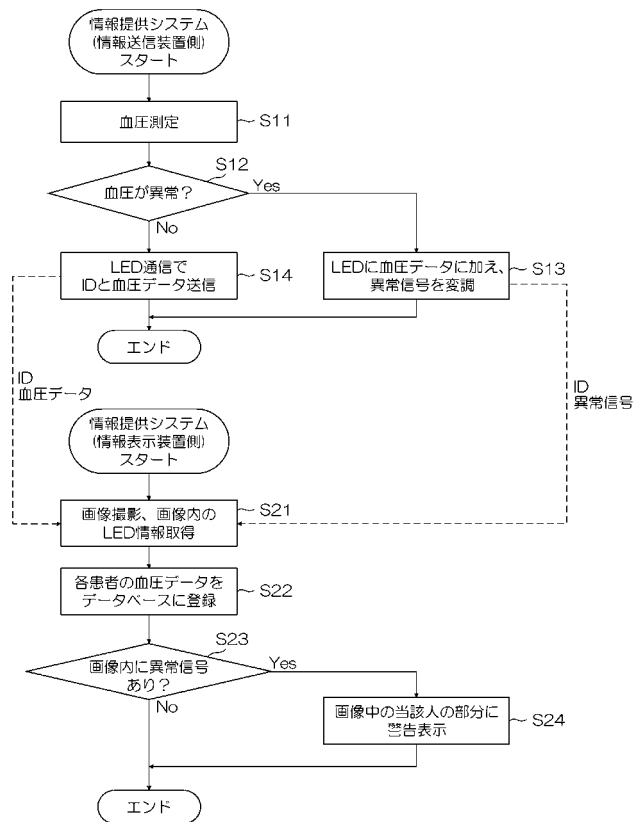 情報提供システム
(情報送信装置側)
スタート
血圧測定
S11
S12
血圧が異常？
Yes
No
LED通信で
IDと血圧データ送信
S14
LEDに血圧データに加え、
異常信号を変調
S13
エンド
ID
血圧データ
ID
異常信号
情報提供システム
(情報表示装置側)
スタート
画像撮影、画像内の
LED情報取得
S21
各患者の血圧データを
データベースに登録
S22
S23
画像内に異常信号
あり？
Yes
No
画像中の当該人の部分に
警告表示
S24
エンド